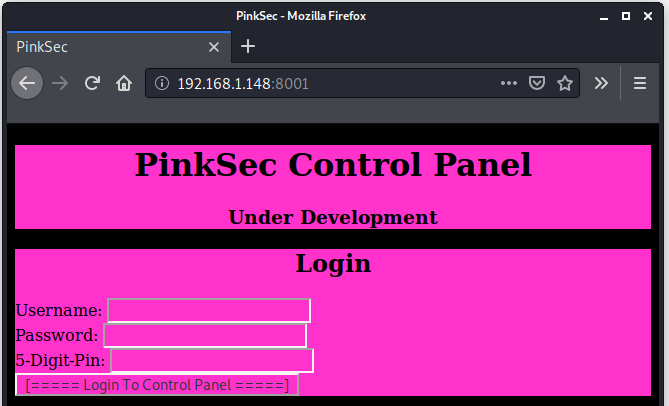 PinkSec - Mozilla Firefox
PinkSec
192.168.1.148:8001
PinkSec Control Panel
Under Development
Login
Username:
Password:
5-Digit-Pin:
[===== Login To Control Panel =====]